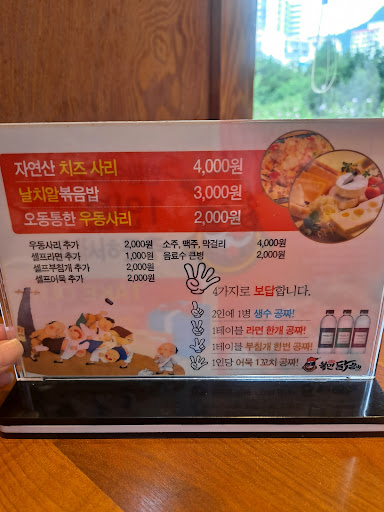 자연산 치즈 사리 4,000원
날치알볶음밥 3,000원
오동통한 우동사리 2,000원
우동사리 추가 2,000원 소주, 맥주, 막걸리 4,000원
셀프라면 추가 1,000원 음료수 큰병 2,000원
셀프부침개 추가 2,000원
셀프어묵 추가 2,000원
4가지로 보답합니다.
2인에 1병 생수 공짜!
1테이블 라면 한개 공짜!
1테이블 부침개 한번 공짜!
1인당 어묵 1꼬치 공짜!